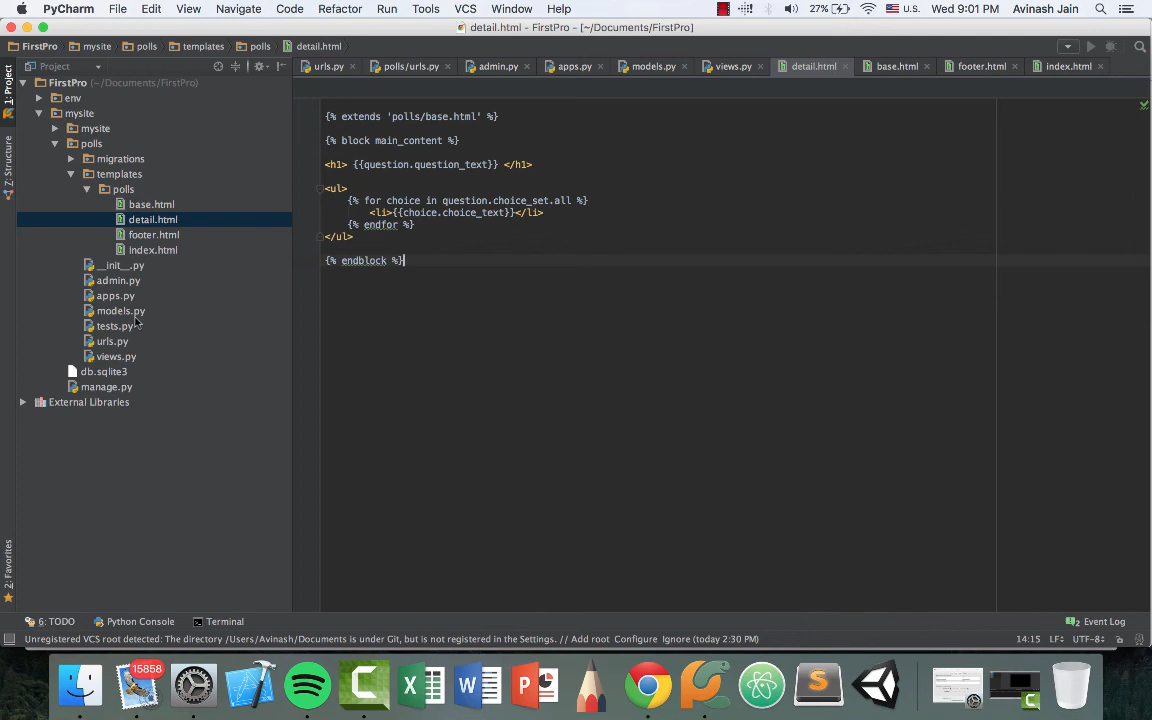 PyCharm File Edit View Navigate Code Refactor Run Tools VCS Window Help 27% U.S. Wed 9:01 PM Avinash Jain
detail.html - FirstPro - [~/Documents/FirstPro]
FirstPro mysite polls templates polls detail.html
Project urls.py polls/urls.py admin.py apps.py models.py views.py detail.html base.html footer.html index.html
1: Project
Z: Structure
2: Favorites
FirstPro (~/Documents/FirstPro)
env
mysite
mysite
polls
migrations
templates
polls
base.html
detail.html
footer.html
index.html
__init__.py
admin.py
apps.py
models.py
tests.py
urls.py
views.py
db.sqlite3
manage.py
External Libraries
{% extends 'polls/base.html' %}
{% block main_content %}
<h1> {{question.question_text}} </h1>
<ul>
{% for choice in question.choice_set.all %}
<li>{{choice.choice_text}}</li>
{% endfor %}
</ul>
{% endblock %}
6: TODO Python Console Terminal 2 Event Log
Unregistered VCS root detected: The directory /Users/Avinash/Documents is under Git, but is not registered in the Settings. // Add root Configure Ignore (today 2:30 PM) 14:15 LF÷ UTF-8÷
15858